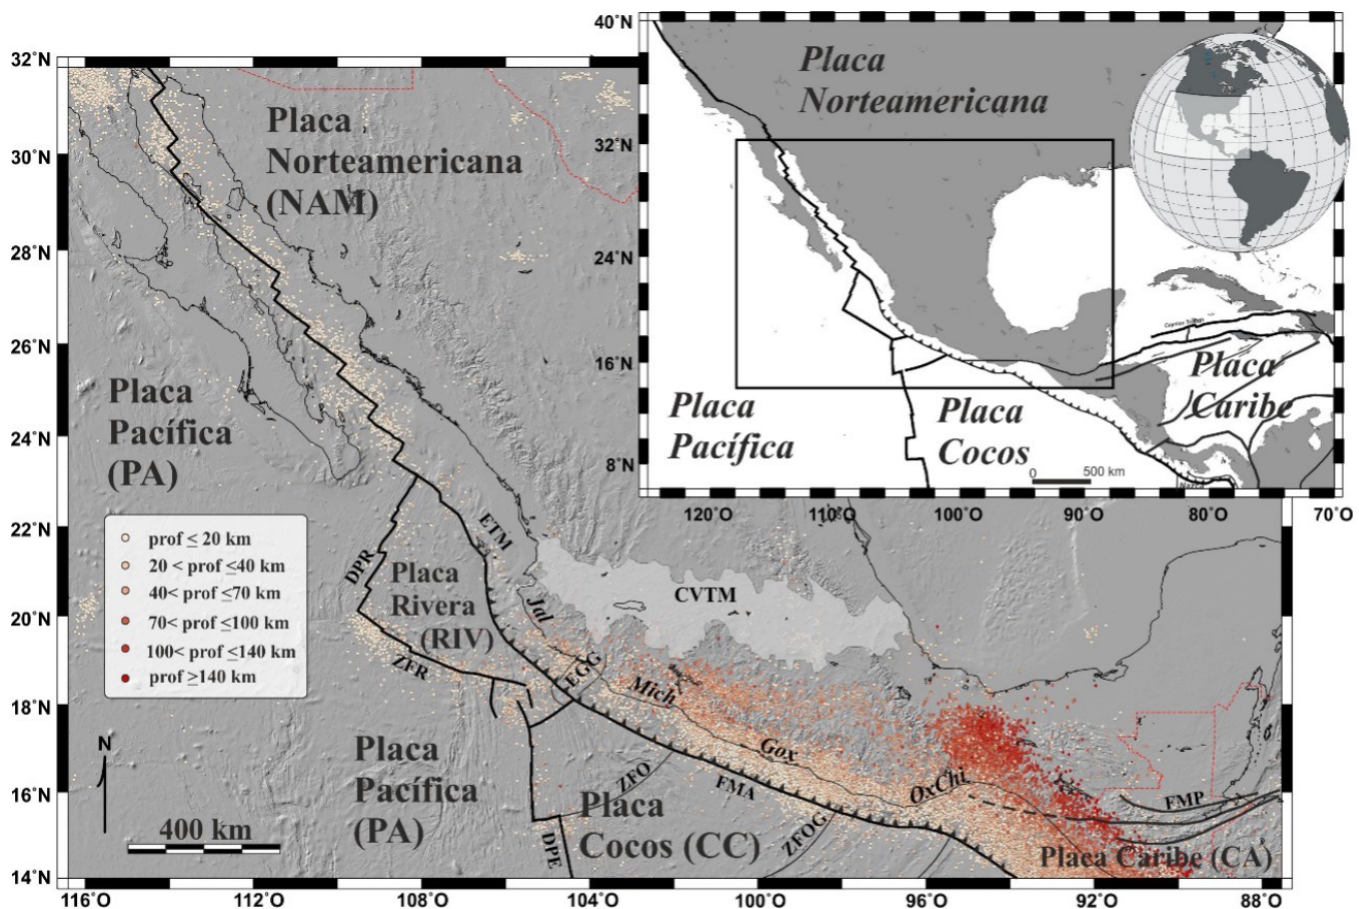 40˚N
32˚N
24˚N
16˚N
8˚N
120˚O
110˚O
100˚O
90˚O
80˚O
70˚O
Placa
Norteamericana
Placa
Pacífica
Placa
Cocos
Placa
Caribe
0
500 km
32˚N
30˚N
28˚N
26˚N
24˚N
22˚N
20˚N
18˚N
16˚N
14˚N
Placa
Norteamericana
(NAM)
Placa
Pacífica
(PA)
prof ≤ 20 km
20 < prof ≤40 km
40< prof ≤70 km
70< prof ≤100 km
100< prof ≤140 km
prof ≥140 km
ETM
DPR
Placa
Rivera
(RIV)
Jal
CVTM
ZFR
EGG
Mich
Gox
OxChi
ZFO
FMA
ZFOG
FMP
Placa
Pacífica
(PA)
Placa
Cocos (CC)
DPE
Placa Caribe (CA)
N
400 km
116˚O
112˚O
108˚O
104˚O
100˚O
96˚O
92˚O
88˚O